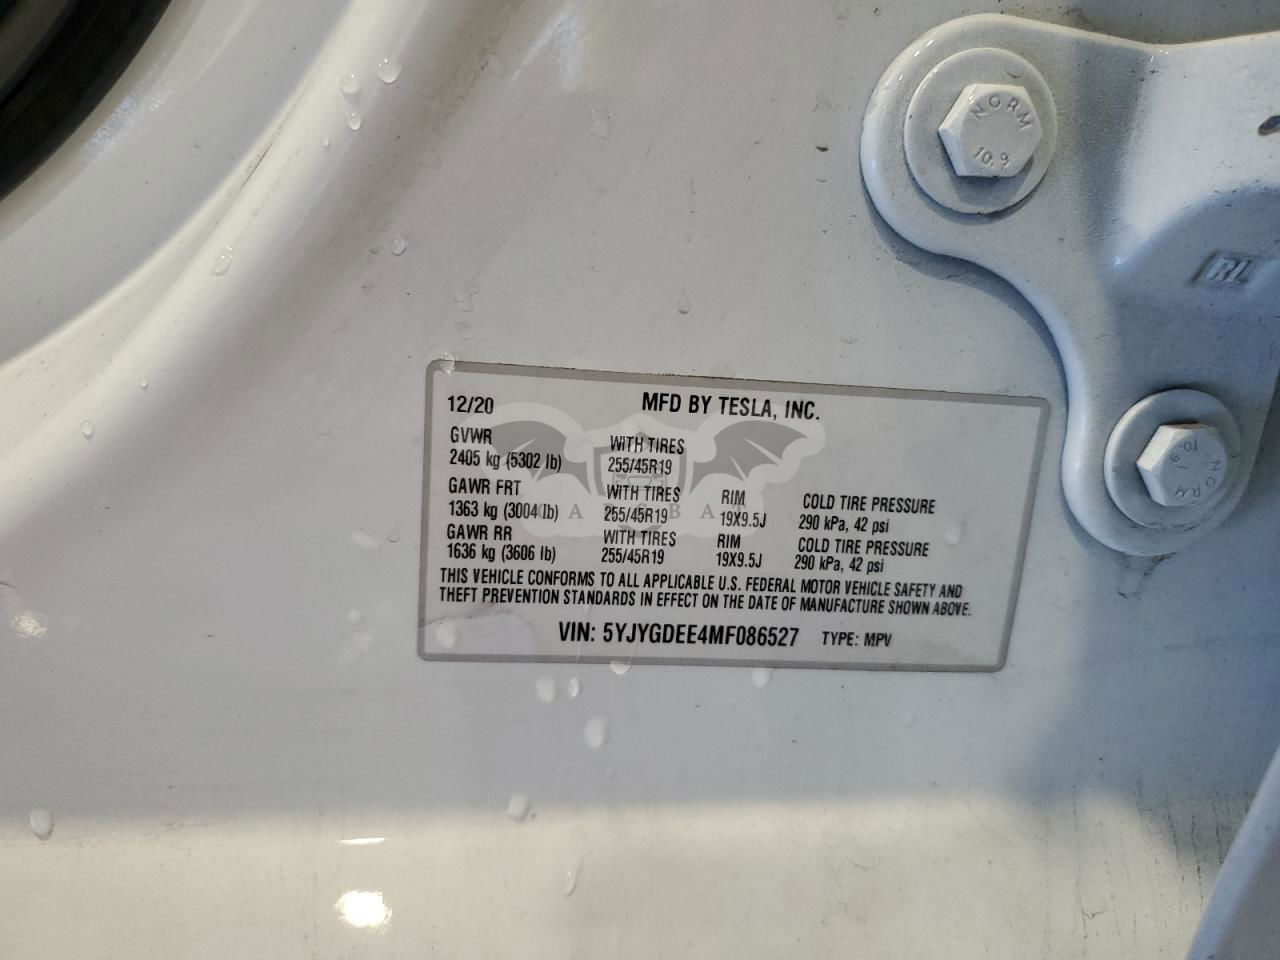 NORM
10.9
RL
10.9
NORM
12/20 MFD BY TESLA, INC.
GVWR WITH TIRES
2405 kg (5302 lb) 255/45R19
GAWR FRT WITH TIRES RIM COLD TIRE PRESSURE
1363 kg (3004 lb) 255/45R19 19X9.5J 290 kPa, 42 psi
GAWR RR WITH TIRES RIM COLD TIRE PRESSURE
1636 kg (3606 lb) 255/45R19 19X9.5J 290 kPa, 42 psi
THIS VEHICLE CONFORMS TO ALL APPLICABLE U.S. FEDERAL MOTOR VEHICLE SAFETY AND
THEFT PREVENTION STANDARDS IN EFFECT ON THE DATE OF MANUFACTURE SHOWN ABOVE.
VIN: 5YJYGDEE4MF086527 TYPE: MPV